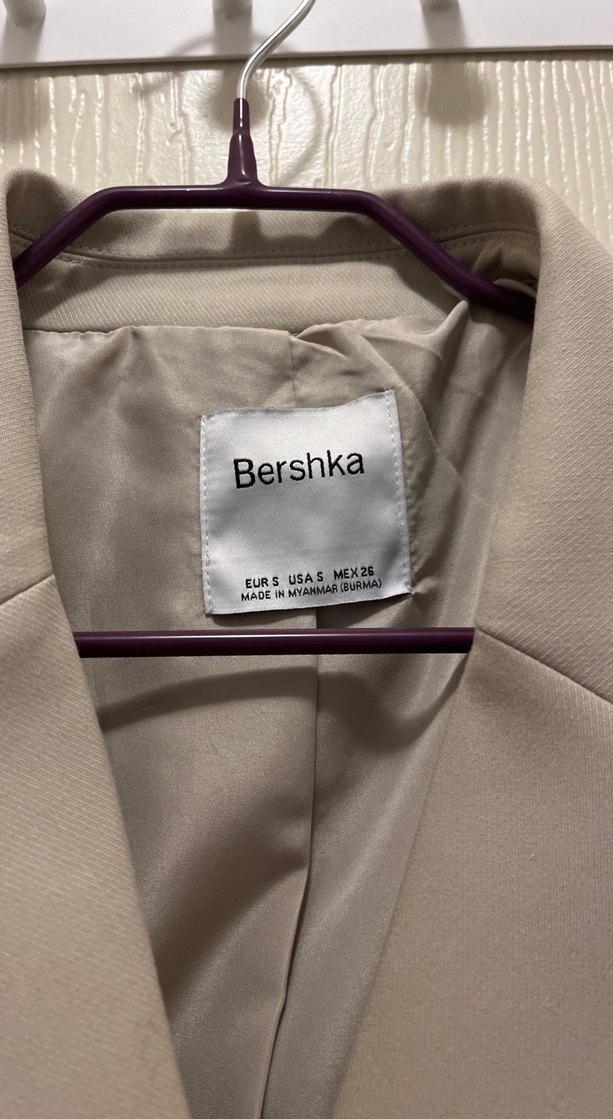 Bershka
EUR S USA S MEX 26
MADE IN MYANMAR (BURMA)